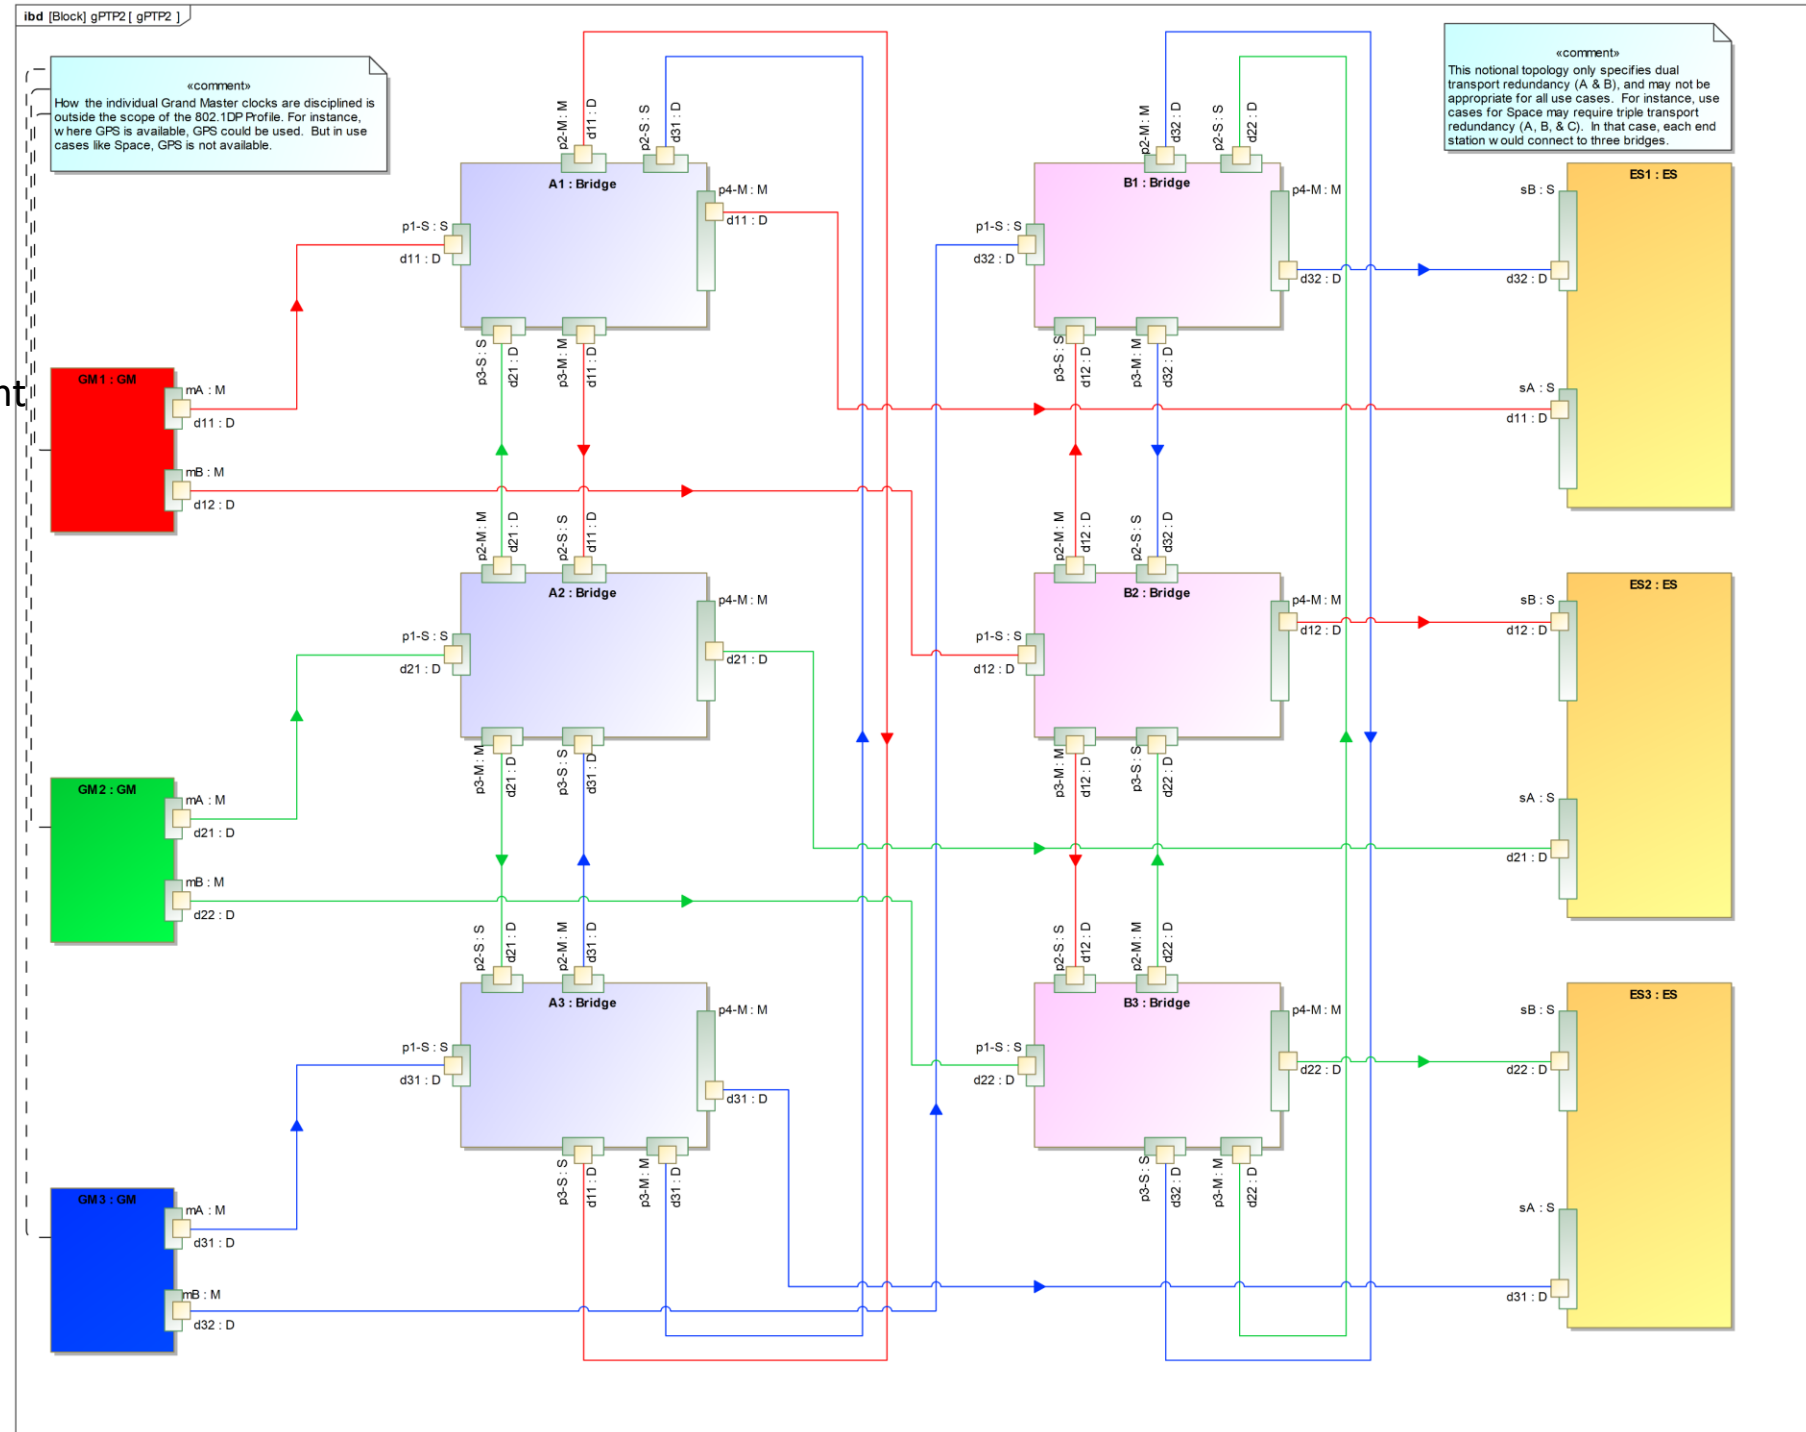 ibd [Block] gPTP2 [ gPTP2 ]
«comment»
How the individual Grand Master clocks are disciplined is
outside the scope of the 802.1DP Profile. For instance,
where GPS is available, GPS could be used. But in use
cases like Space, GPS is not available.
«comment»
This notional topology only specifies dual
transport redundancy (A & B), and may not be
appropriate for all use cases. For instance, use
cases for Space may require triple transport
redundancy (A, B, & C). In that case, each end
station would connect to three bridges.
p2-M : M
d11 : D
p2-S : S
d31 : D
A1 : Bridge
p4-M : M
d11 : D
p1-S : S
d11 : D
p3-S : S
d21 : D
p3-M : M
d11 : D
p2-M : M
d32 : D
p2-S : S
d22 : D
B1 : Bridge
p4-M : M
d32 : D
p1-S : S
d32 : D
p3-S : S
d12 : D
p3-M : M
d32 : D
ES1 : ES
sB : S
d32 : D
sA : S
d11 : D
nt
GM1 : GM
mA : M
d11 : D
mB : M
d12 : D
p2-M : M
d21 : D
p2-S : S
d11 : D
A2 : Bridge
p4-M : M
d21 : D
p1-S : S
d21 : D
p3-M : M
d21 : D
p3-S : S
d31 : D
p2-M : M
d12 : D
p2-S : S
d32 : D
B2 : Bridge
p4-M : M
d12 : D
p1-S : S
d12 : D
p3-M : M
d12 : D
p3-S : S
d22 : D
ES2 : ES
sB : S
d12 : D
sA : S
d21 : D
GM2 : GM
mA : M
d21 : D
mB : M
d22 : D
p2-S : S
d21 : D
p2-M : M
d31 : D
A3 : Bridge
p4-M : M
d31 : D
p1-S : S
d31 : D
p3-S : S
d11 : D
p3-M : M
d31 : D
p2-S : S
d12 : D
p2-M : M
d22 : D
B3 : Bridge
p4-M : M
d22 : D
p1-S : S
d22 : D
p3-S : S
d32 : D
p3-M : M
d22 : D
ES3 : ES
sB : S
d22 : D
sA : S
d31 : D
GM3 : GM
mA : M
d31 : D
mB : M
d32 : D